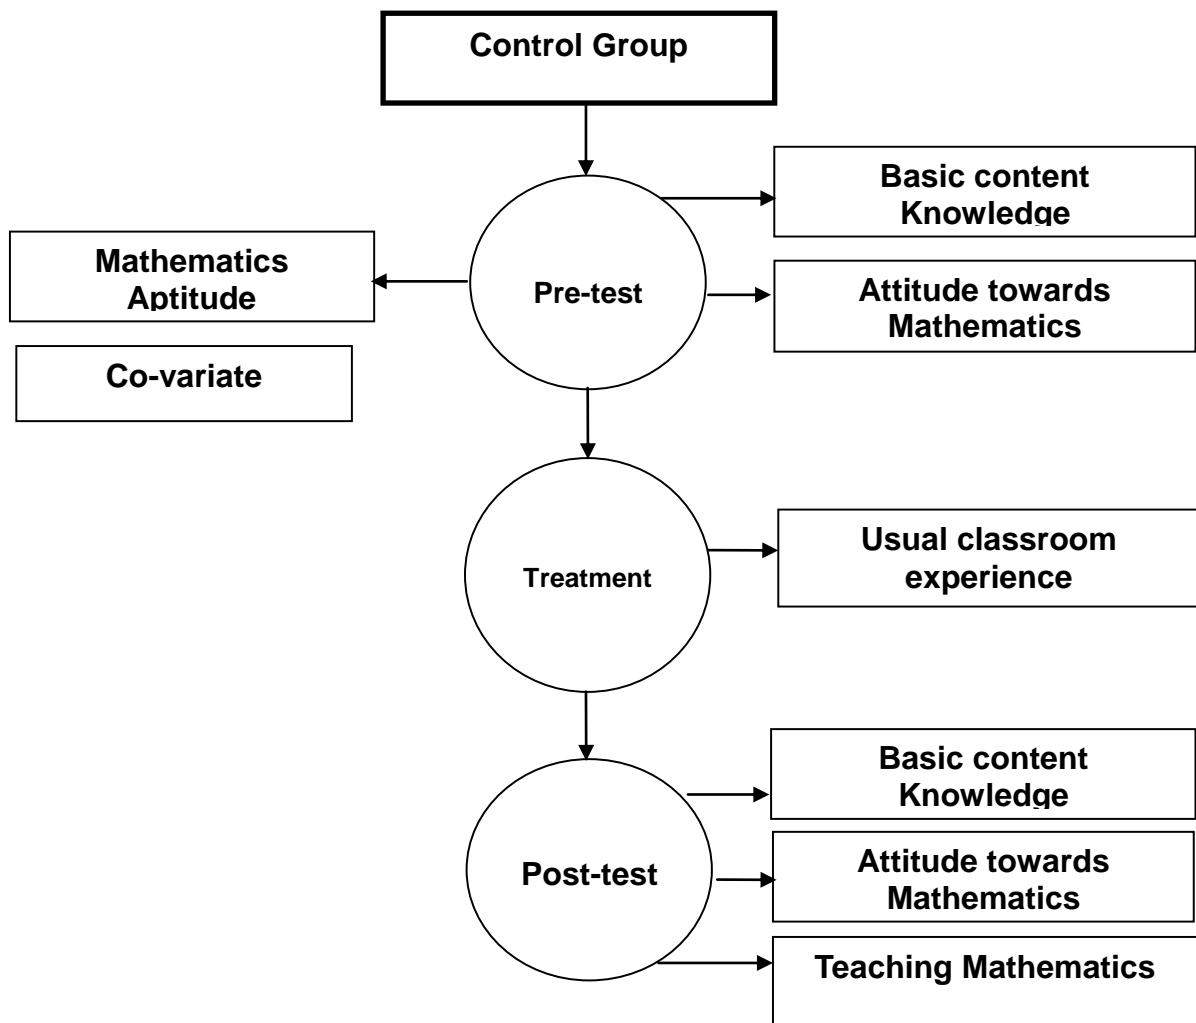 Control Group
Basic content
Knowledge
Mathematics
Aptitude
Pre-test
Attitude towards
Mathematics
Co-variate
Treatment
Usual classroom
experience
Basic content
Knowledge
Post-test
Attitude towards
Mathematics
Teaching Mathematics